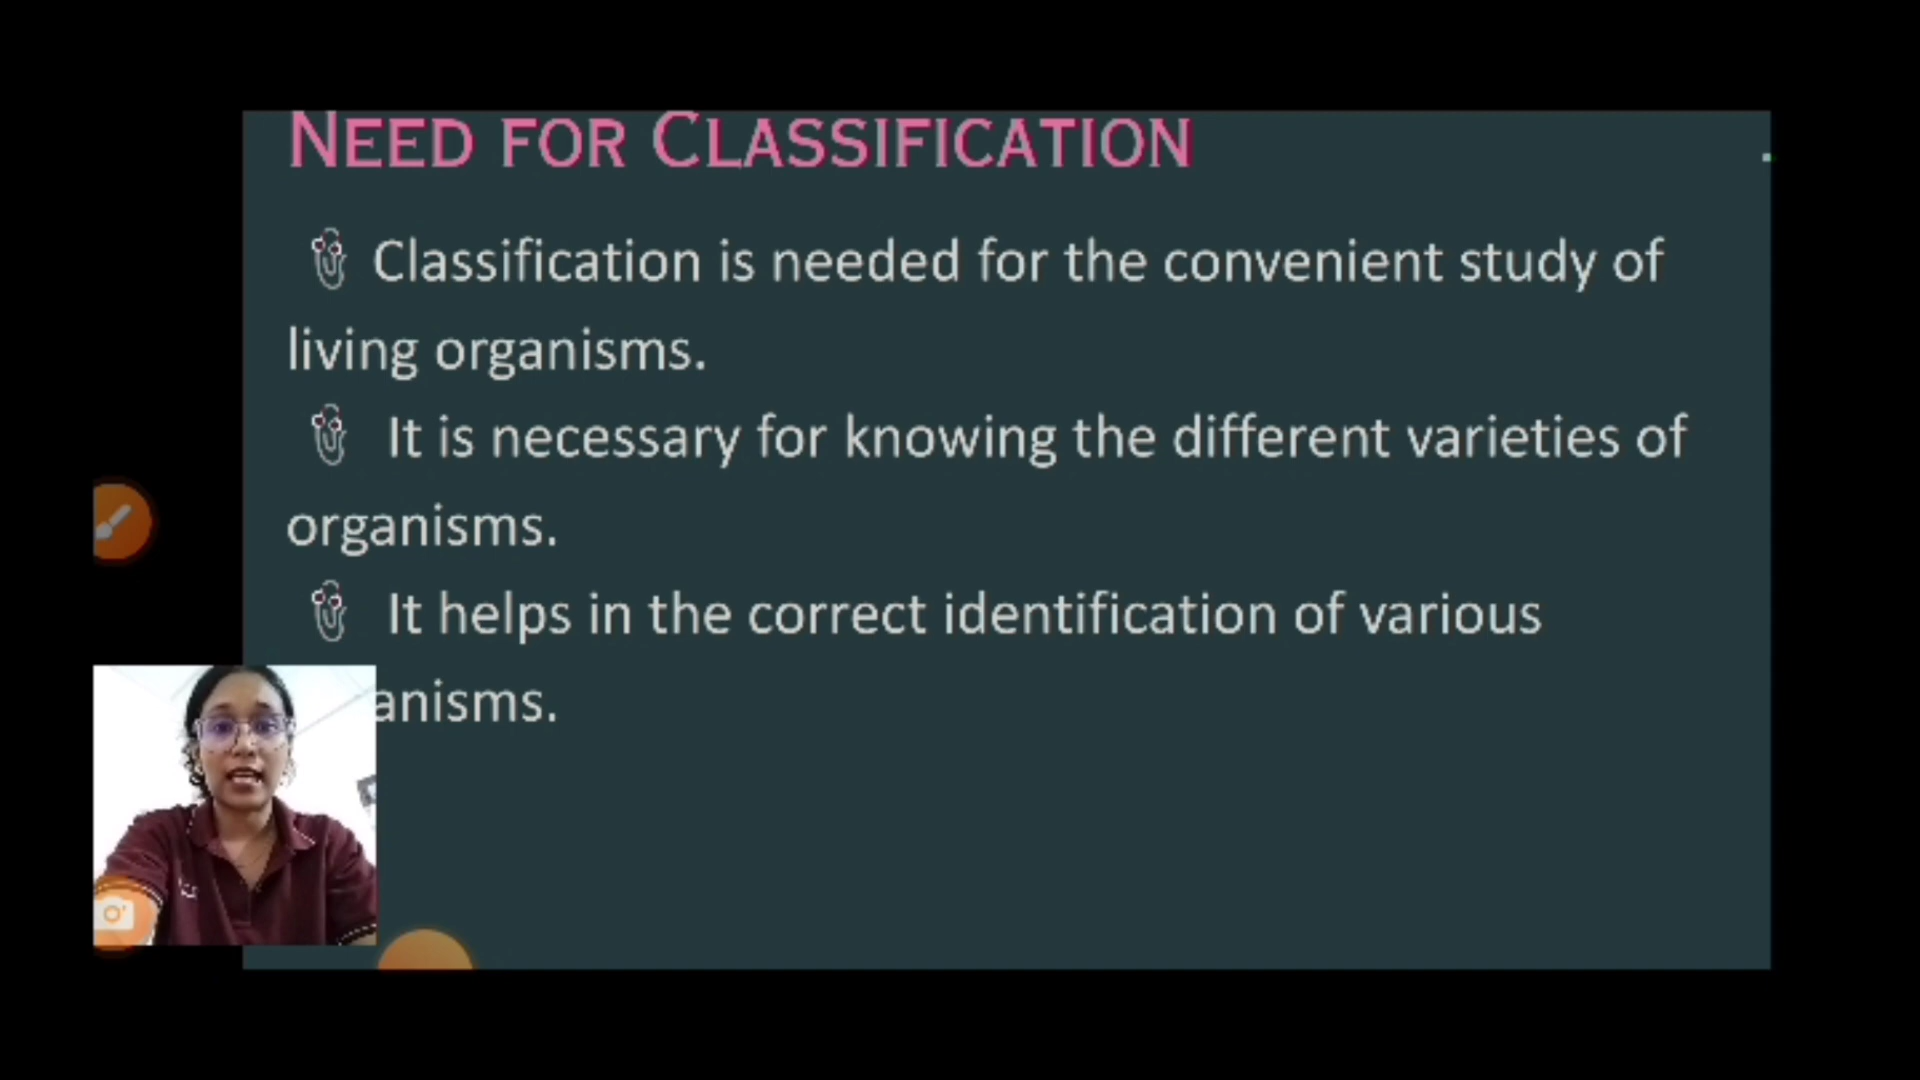 NEED FOR CLASSIFICATION
Classification is needed for the convenient study of
living organisms.
It is necessary for knowing the different varieties of
organisms.
It helps in the correct identification of various
anisms.